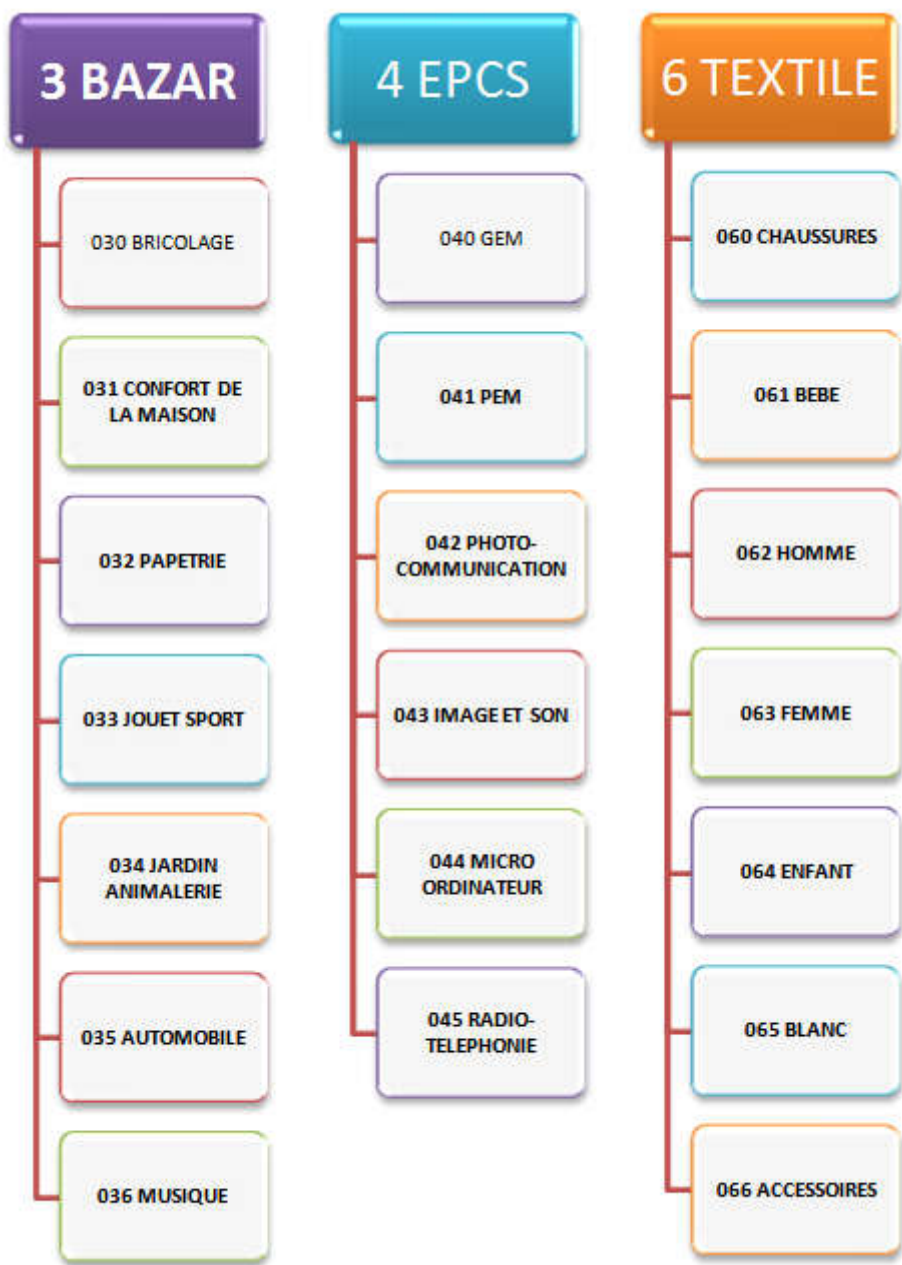 3 BAZAR
030 BRICOLAGE
031 CONFORT DE
LA MAISON
032 PAPETRIE
033 JOUET SPORT
034 JARDIN
ANIMALERIE
035 AUTOMOBILE
036 MUSIQUE
4 EPCS
040 GEM
041 PEM
042 PHOTO-
COMMUNICATION
043 IMAGE ET SON
044 MICRO
ORDINATEUR
045 RADIO-
TELEPHONIE
6 TEXTILE
060 CHAUSSURES
061 BEBE
062 HOMME
063 FEMME
064 ENFANT
065 BLANC
066 ACCESSOIRES